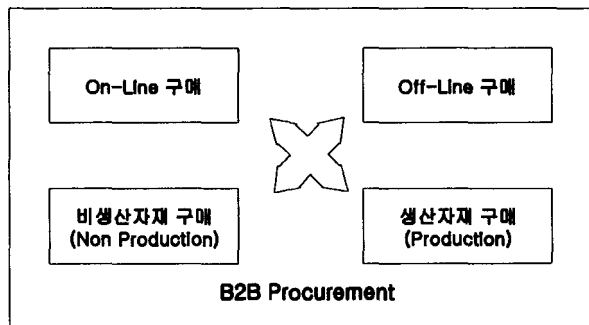 On-Line 구매
Off-Line 구매
비생산자재 구매
(Non Production)
생산자재 구매
(Production)
B2B Procurement